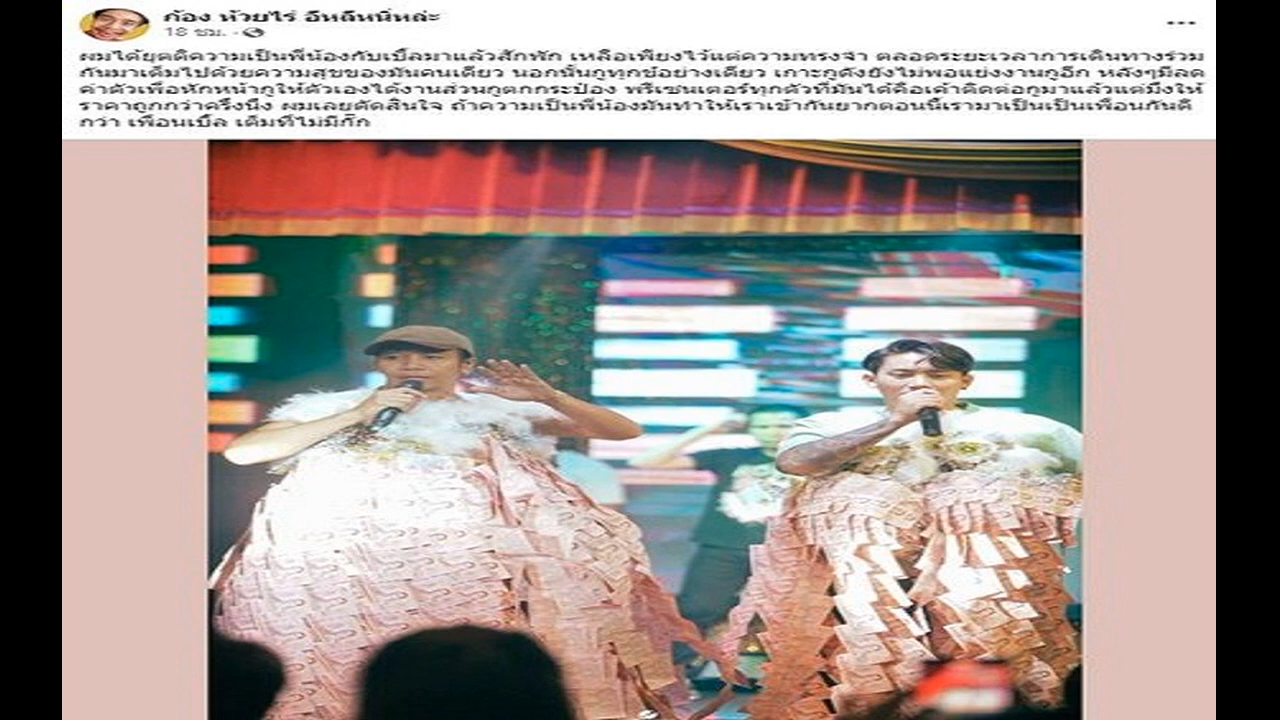 ก้อง ห้วยไร่ อีหลีหนิ่หล่ะ
18 ชม. ·
ผมได้ยุติความเป็นพี่น้องกับเบิ้ลมาแล้วสักพัก เหลือเพียงไว้แต่ความทรงจำ ตลอดระยะเวลาการเดินทางร่วม
กันมาเต็มไปด้วยความสุขของมันคนเดียว นอกนั้นกูทุกข์อย่างเดียว เกาะกูดังยังไม่พอแย่งงานกูอีก หลังๆมีลด
ค่าตัวเพื่อหักหน้ากูให้ตัวเองได้งานส่วนกูตกกระป๋อง พรีเซนเตอร์ทุกตัวที่มันได้คือเค้าติดต่อกูมาแล้วแต่มึงให้
ราคาถูกกว่าครึ่งนึง ผมเลยตัดสินใจ ถ้าความเป็นพี่น้องมันทำให้เราเข้ากันยากตอนนี้เรามาเป็นเป็นเพื่อนกันดี
กว่า เพื่อนเบิ้ล เต็มที่ไม่มีกั๊ก